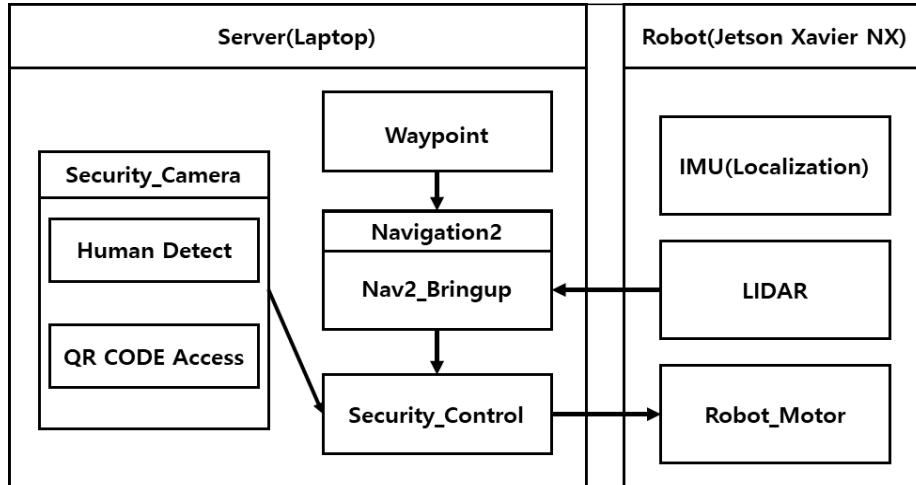 Server(Laptop)
Robot(Jetson Xavier NX)
Waypoint
IMU(Localization)
Security_Camera
Human Detect
QR CODE Access
Navigation2
Nav2_Bringup
LIDAR
Security_Control
Robot_Motor